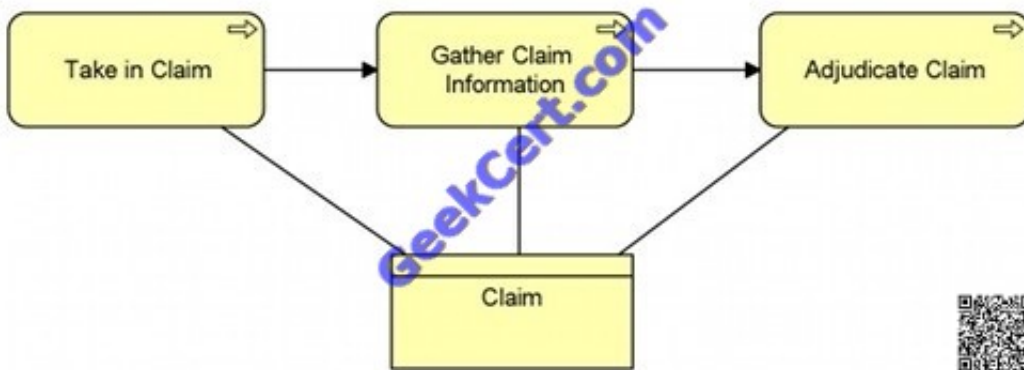 Take in Claim
Gather Claim
Information
Adjudicate Claim
GeekCert.com
Claim